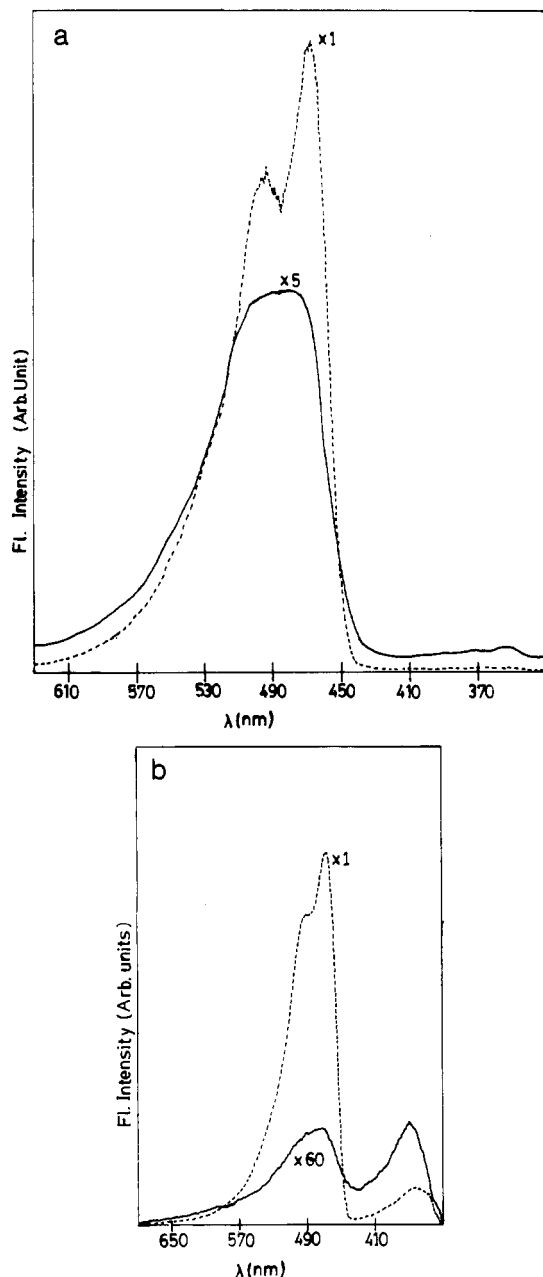 a
x1
x5
Fl. Intensity (Arb.Unit)
610 570 530 490 450 410 370
λ(nm)
b
x1
x60
Fl. Intensity (Arb. units)
650 570 490 410
λ(nm)